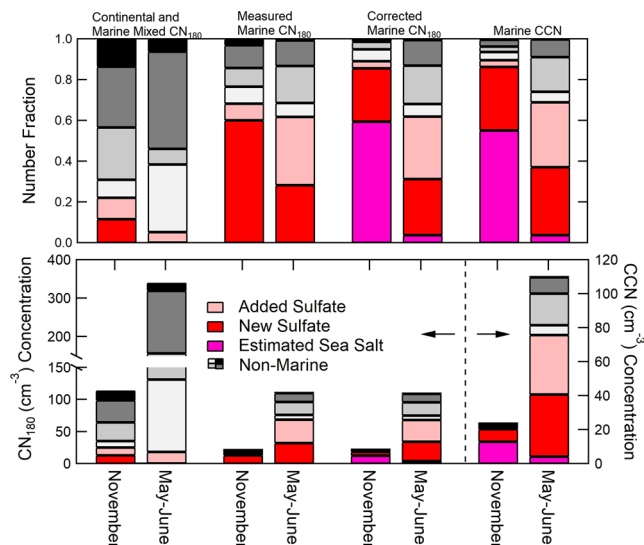 Continental and
Marine Mixed CN180
Measured
Marine CN180
Corrected
Marine CN180
Marine CCN
Number Fraction
1.0
0.8
0.6
0.4
0.2
0.0
CN180 (cm-3) Concentration
400
300
200
150
100
50
0
Added Sulfate
New Sulfate
Estimated Sea Salt
Non-Marine
120
100
80
60
40
20
0
CCN (cm-3) Concentration
November
May-June
November
May-June
November
May-June
November
May-June